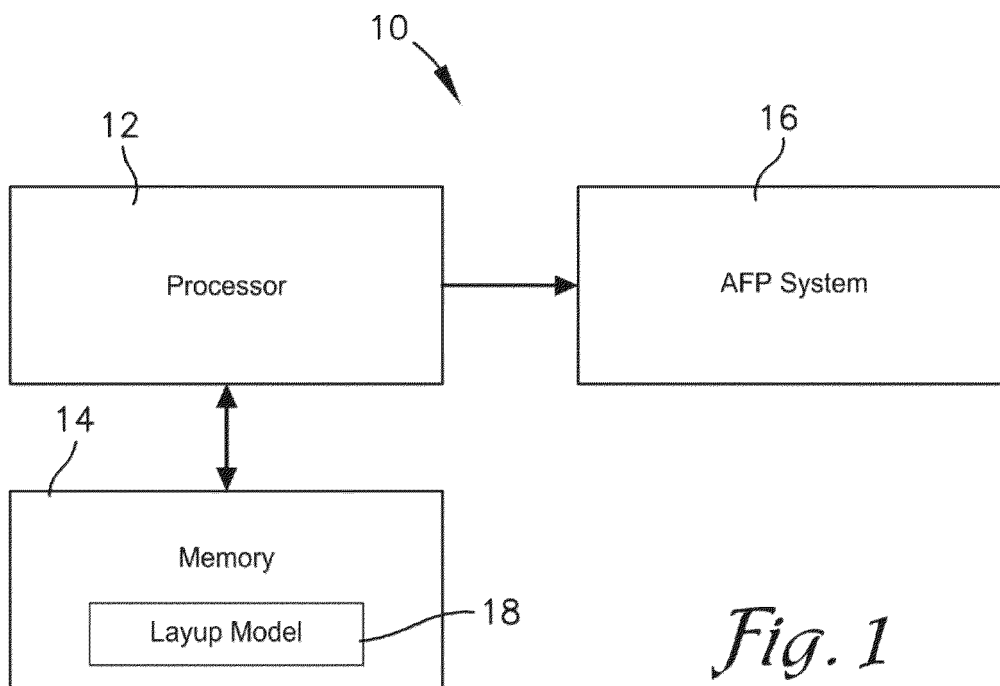 10
12
16
Processor
AFP System
14
Memory
Layup Model
18
Fig. 1